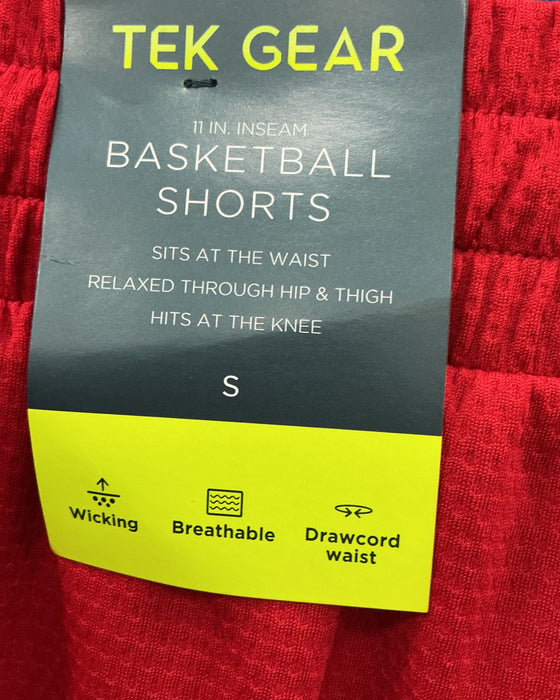 TEK GEAR
11 IN. INSEAM
BASKETBALL
SHORTS
SITS AT THE WAIST
RELAXED THROUGH HIP & THIGH
HITS AT THE KNEE
S
Wicking
Breathable
Drawcord
waist